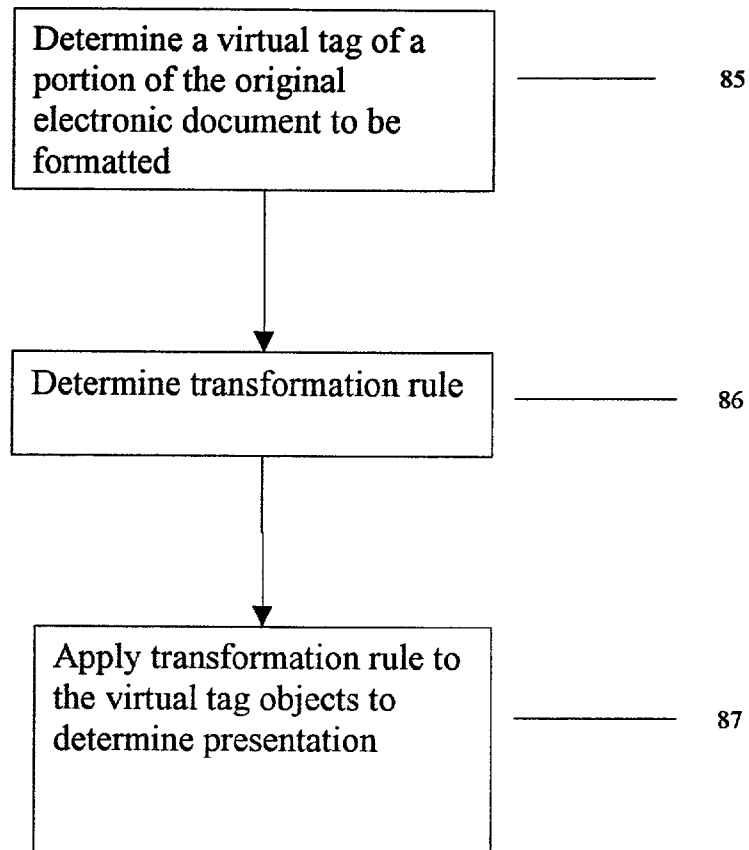 Determine a virtual tag of a
portion of the original
electronic document to be
formatted
85
Determine transformation rule
86
Apply transformation rule to
the virtual tag objects to
determine presentation
87